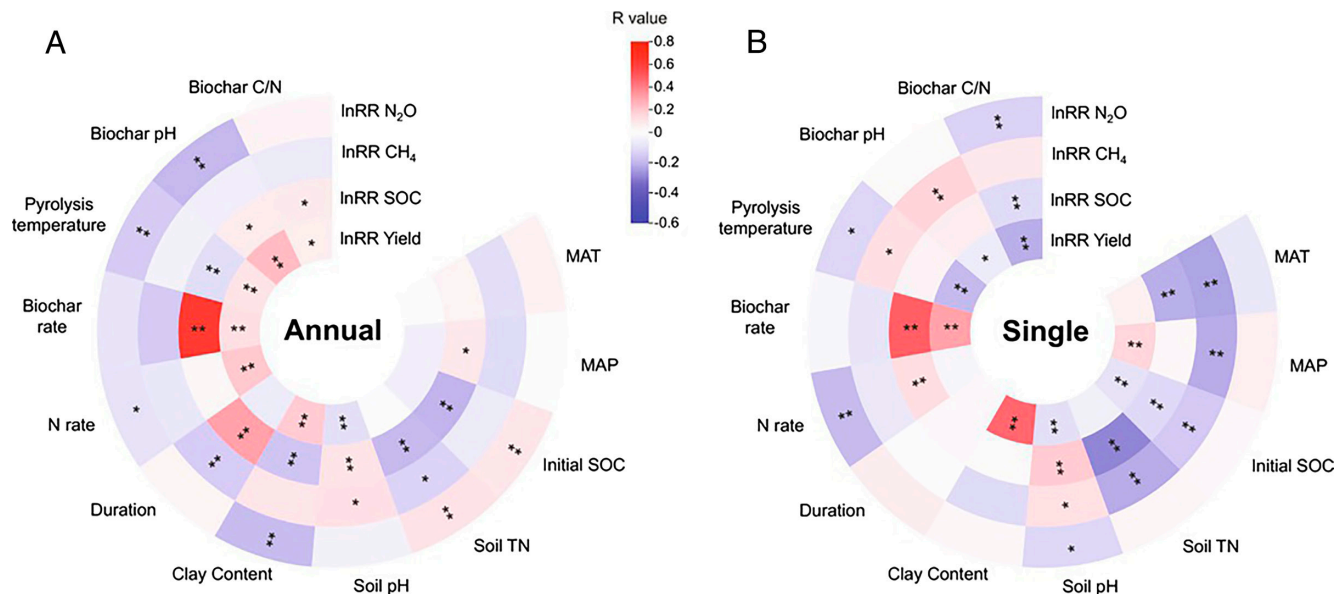 A
Biochar C/N
Biochar pH
Pyrolysis
temperature
Biochar
rate
N rate
Duration
Clay Content
Soil pH
Soil TN
Initial SOC
MAP
MAT
lnRR N₂O
lnRR CH₄
lnRR SOC
lnRR Yield
Annual
R value
0.8
0.6
0.4
0.2
0
-0.2
-0.4
-0.6
B
Biochar C/N
Biochar pH
Pyrolysis
temperature
Biochar
rate
N rate
Duration
Clay Content
Soil pH
Soil TN
Initial SOC
MAP
MAT
lnRR N₂O
lnRR CH₄
lnRR SOC
lnRR Yield
Single